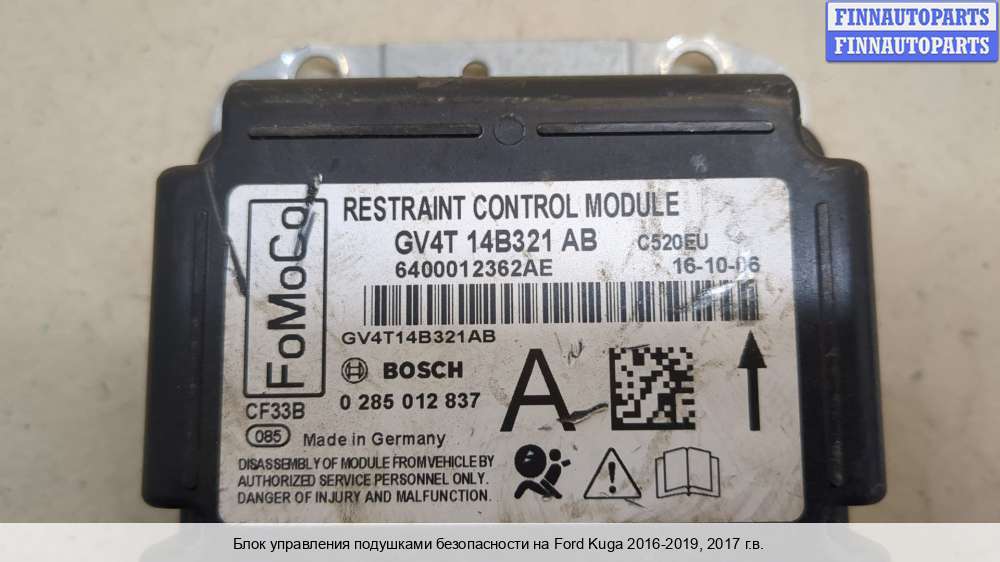 FINNAUTOPARTS
FINNAUTOPARTS
FoMoCo
RESTRAINT CONTROL MODULE
GV4T 14B321 AB C520EU
6400012362AE 16-10-06
GV4T14B321AB
BOSCH
A
CF33B
0 285 012 837
085
Made in Germany
DISASSEMBLY OF MODULE FROM VEHICLE BY
AUTHORIZED SERVICE PERSONNEL ONLY.
DANGER OF INJURY AND MALFUNCTION.
Блок управления подушками безопасности на Ford Kuga 2016-2019, 2017 г.в.